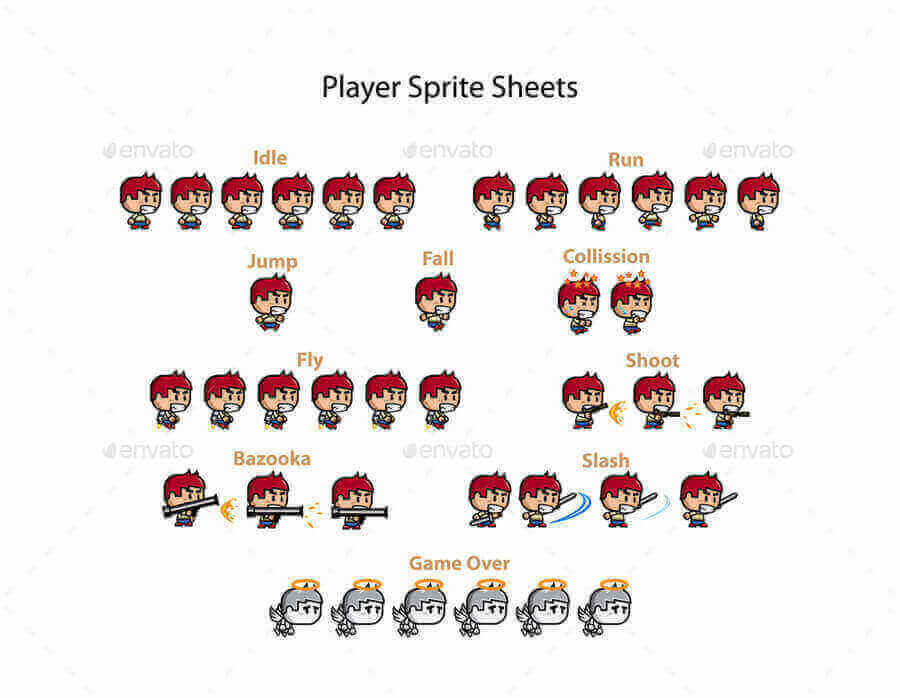 Player Sprite Sheets
envato envato envato
Idle Run
Jump Fall Collission
Fly Shoot
envato envato envato
Bazooka Slash
Game Over